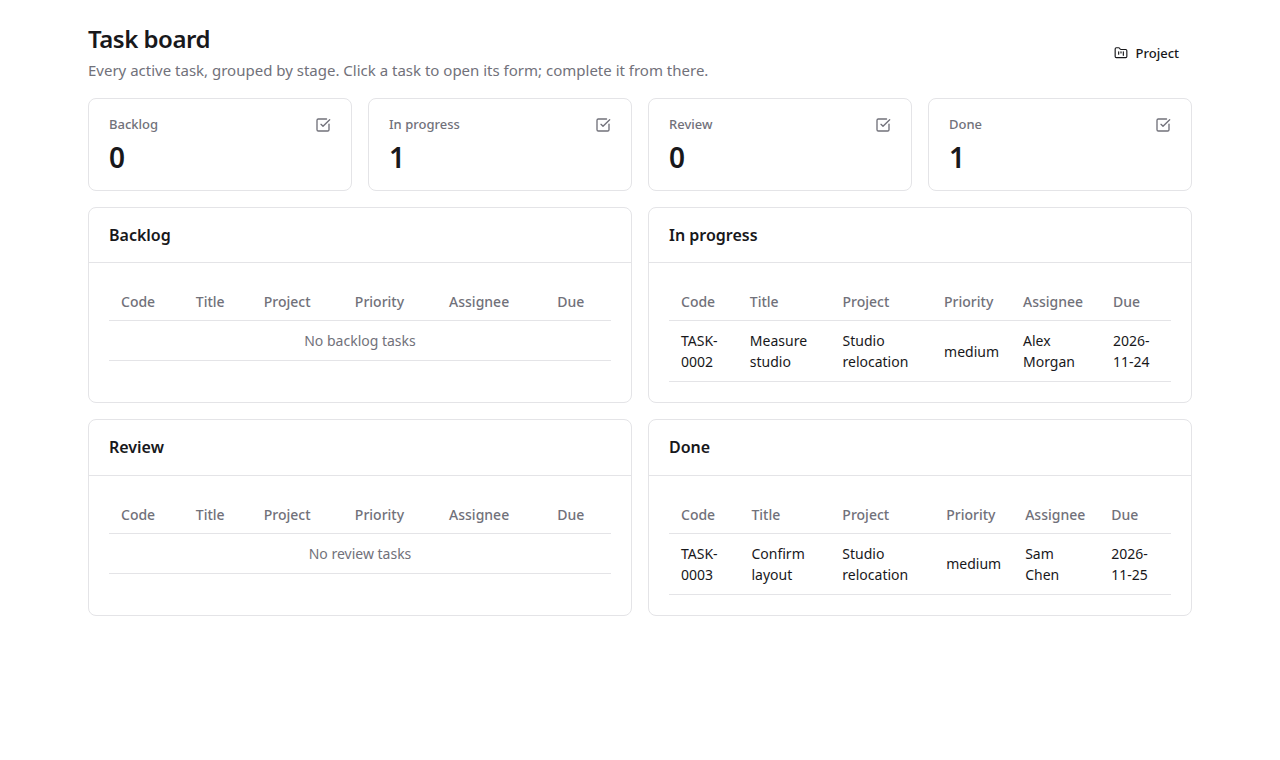 Task board
Project
Every active task, grouped by stage. Click a task to open its form; complete it from there.
Backlog
0
In progress
1
Review
0
Done
1
Backlog
Code Title Project Priority Assignee Due
No backlog tasks
In progress
Code Title Project Priority Assignee Due
TASK- Measure Studio medium Alex 2026-
0002 studio relocation Morgan 11-24
Review
Code Title Project Priority Assignee Due
No review tasks
Done
Code Title Project Priority Assignee Due
TASK- Confirm Studio medium Sam 2026-
0003 layout relocation Chen 11-25